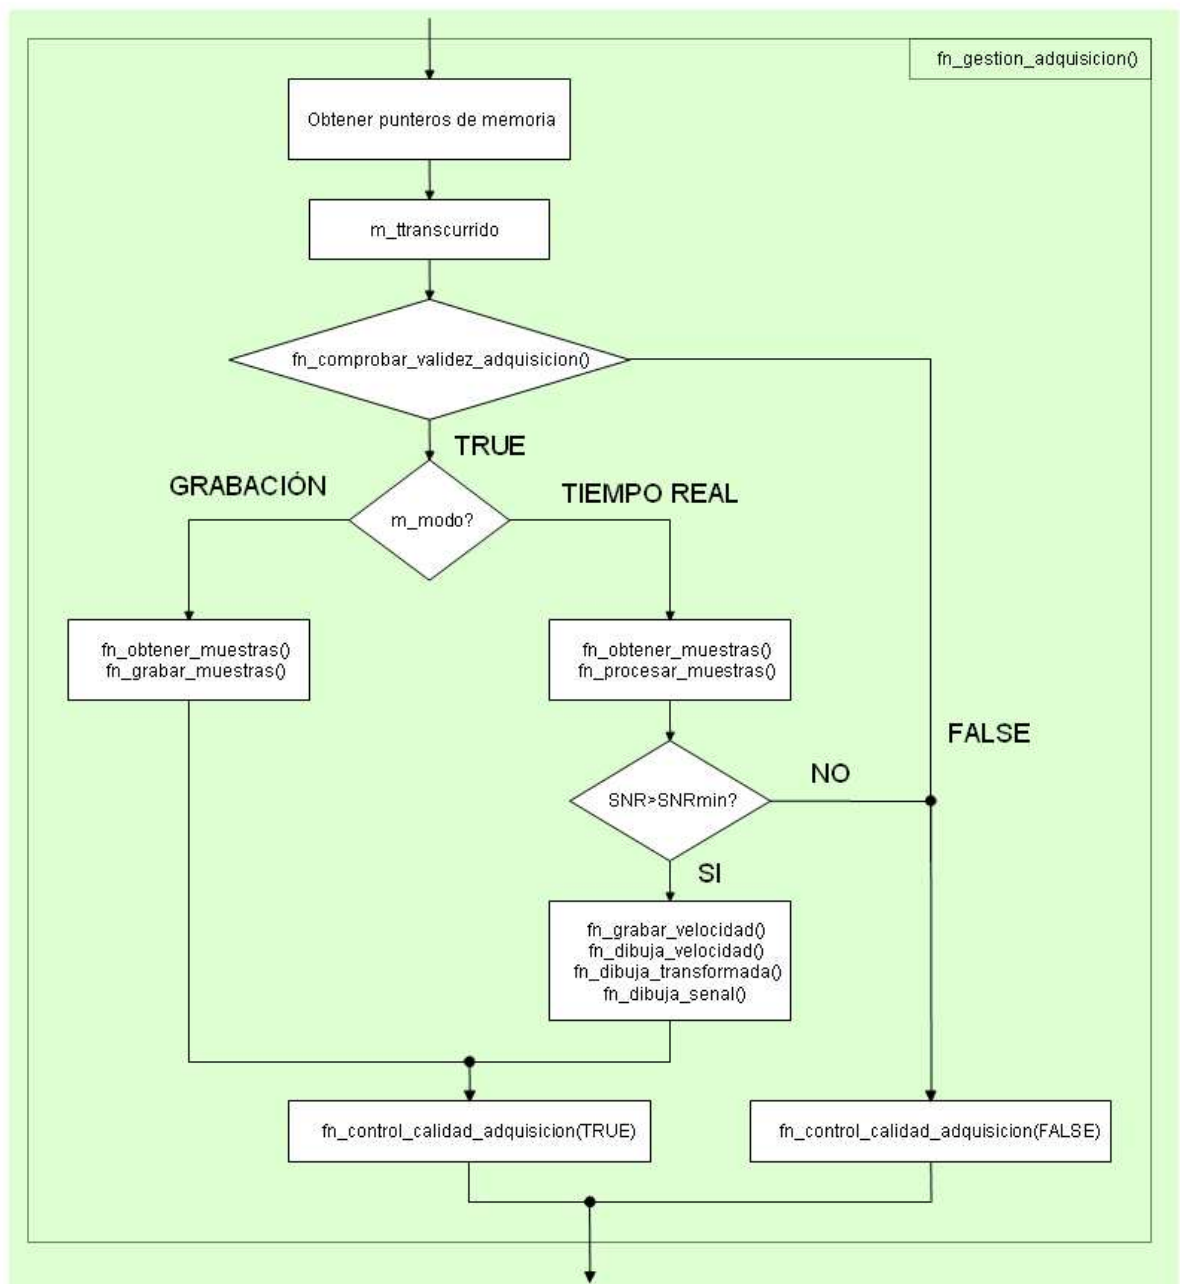 fn_gestion_adquisicion()
Obtener punteros de memoria
m_ttranscurrido
fn_comprobar_validez_adquisicion()
TRUE
GRABACIÓN
TIEMPO REAL
m_modo?
fn_obtener_muestras()
fn_grabar_muestras()
fn_obtener_muestras()
fn_procesar_muestras()
FALSE
NO
SNR>SNRmin?
SI
fn_grabar_velocidad()
fn_dibuja_velocidad()
fn_dibuja_transformada()
fn_dibuja_senal()
fn_control_calidad_adquisicion(TRUE)
fn_control_calidad_adquisicion(FALSE)